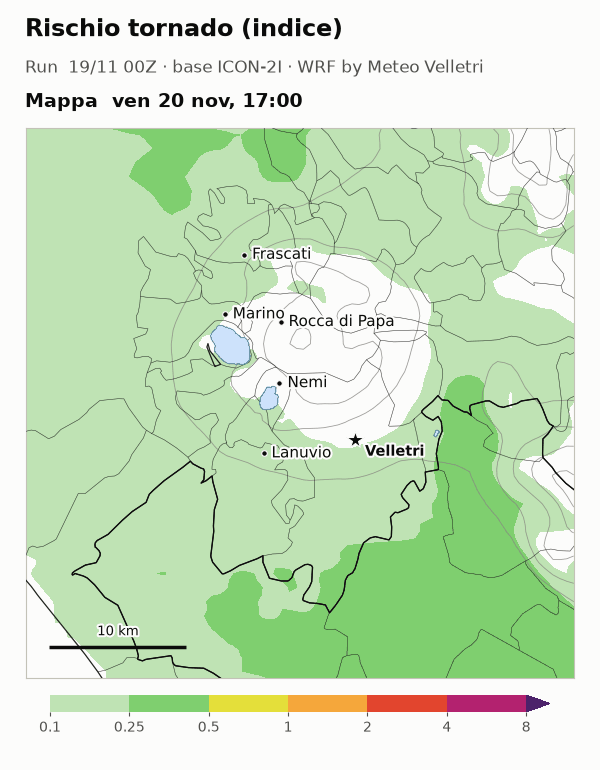 Rischio tornado (indice)
Run  19/11 00Z · base ICON-2I · WRF by Meteo Velletri
Mappa  ven 20 nov, 17:00
Frascati
Marino
Rocca di Papa
Nemi
Velletri
Lanuvio
10 km
0.1 0.25 0.5 1 2 4 8